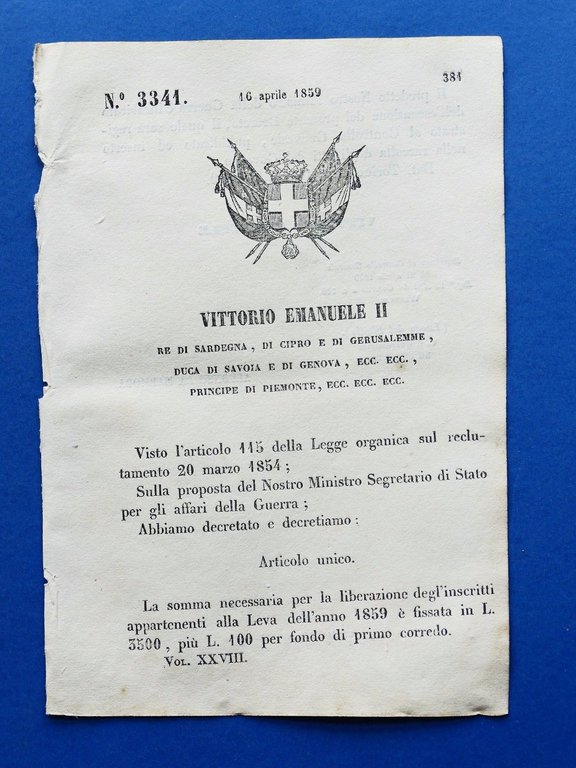 381
N.º 3341.
16 aprile 1859
VITTORIO EMANUELE II
RE DI SARDEGNA, DI CIPRO E DI GERUSALEMME,
DUCA DI SAVOIA E DI GENOVA, ECC. ECC.,
PRINCIPE DI PIEMONTE, ECC. ECC. ECC.
Visto l'articolo 115 della Legge organica sul reclu-
tamento 20 marzo 1854;
Sulla proposta del Nostro Ministro Segretario di Stato
per gli affari della Guerra;
Abbiamo decretato e decretiamo:
Articolo unico.
La somma necessaria per la liberazione degl'inscritti
appartenenti alla Leva dell'anno 1859 è fissata in L.
3500, più L. 100 per fondo di primo corredo.
VOL. XXVIII.